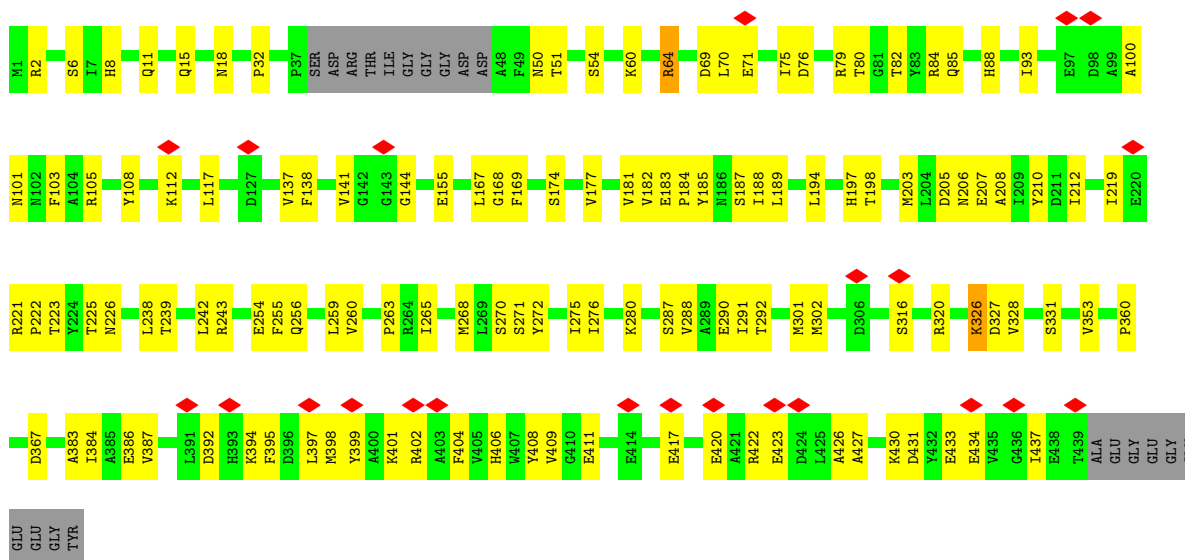 M1 R2 S6 I7 H8 Q11 Q15 N18 P32 P37 SER ASP ARG THR ILE GLY GLY GLY ASP ASP A48 F49 N50 T51 S54 K60 R64 D69 L70 E71 I75 D76 R79 T80 G81 T82 Y83 R84 Q85 H88 I93 E97 D98 A99 A100
N101 N102 F103 A104 R105 Y108 K112 L117 D127 V137 F138 V141 G142 G143 G144 E155 L167 G168 F169 S174 V177 V181 V182 E183 P184 Y185 N186 S187 I188 L189 L194 H197 T198 M203 L204 D205 N206 E207 A208 I209 Y210 D211 I212 I219 E220
R221 P222 T223 Y224 T225 N226 L238 T239 L242 R243 E254 F255 Q256 L259 V260 P263 R264 I265 M268 L269 S270 S271 Y272 I275 I276 K280 S287 V288 A289 E290 I291 T292 M301 M302 D306 S316 R320 K326 D327 V328 S331 V353 P360
D367 A383 I384 A385 E386 V387 L391 D392 H393 K394 F395 D396 L397 M398 Y399 A400 K401 R402 A403 F404 V405 H406 W407 Y408 V409 G410 E411 E414 E417 E420 A421 R422 E423 D424 L425 A426 A427 K430 D431 Y432 E433 E434 V435 G436 I437 E438 T439 ALA GLU GLY GLU GLY
GLU GLU GLY TYR